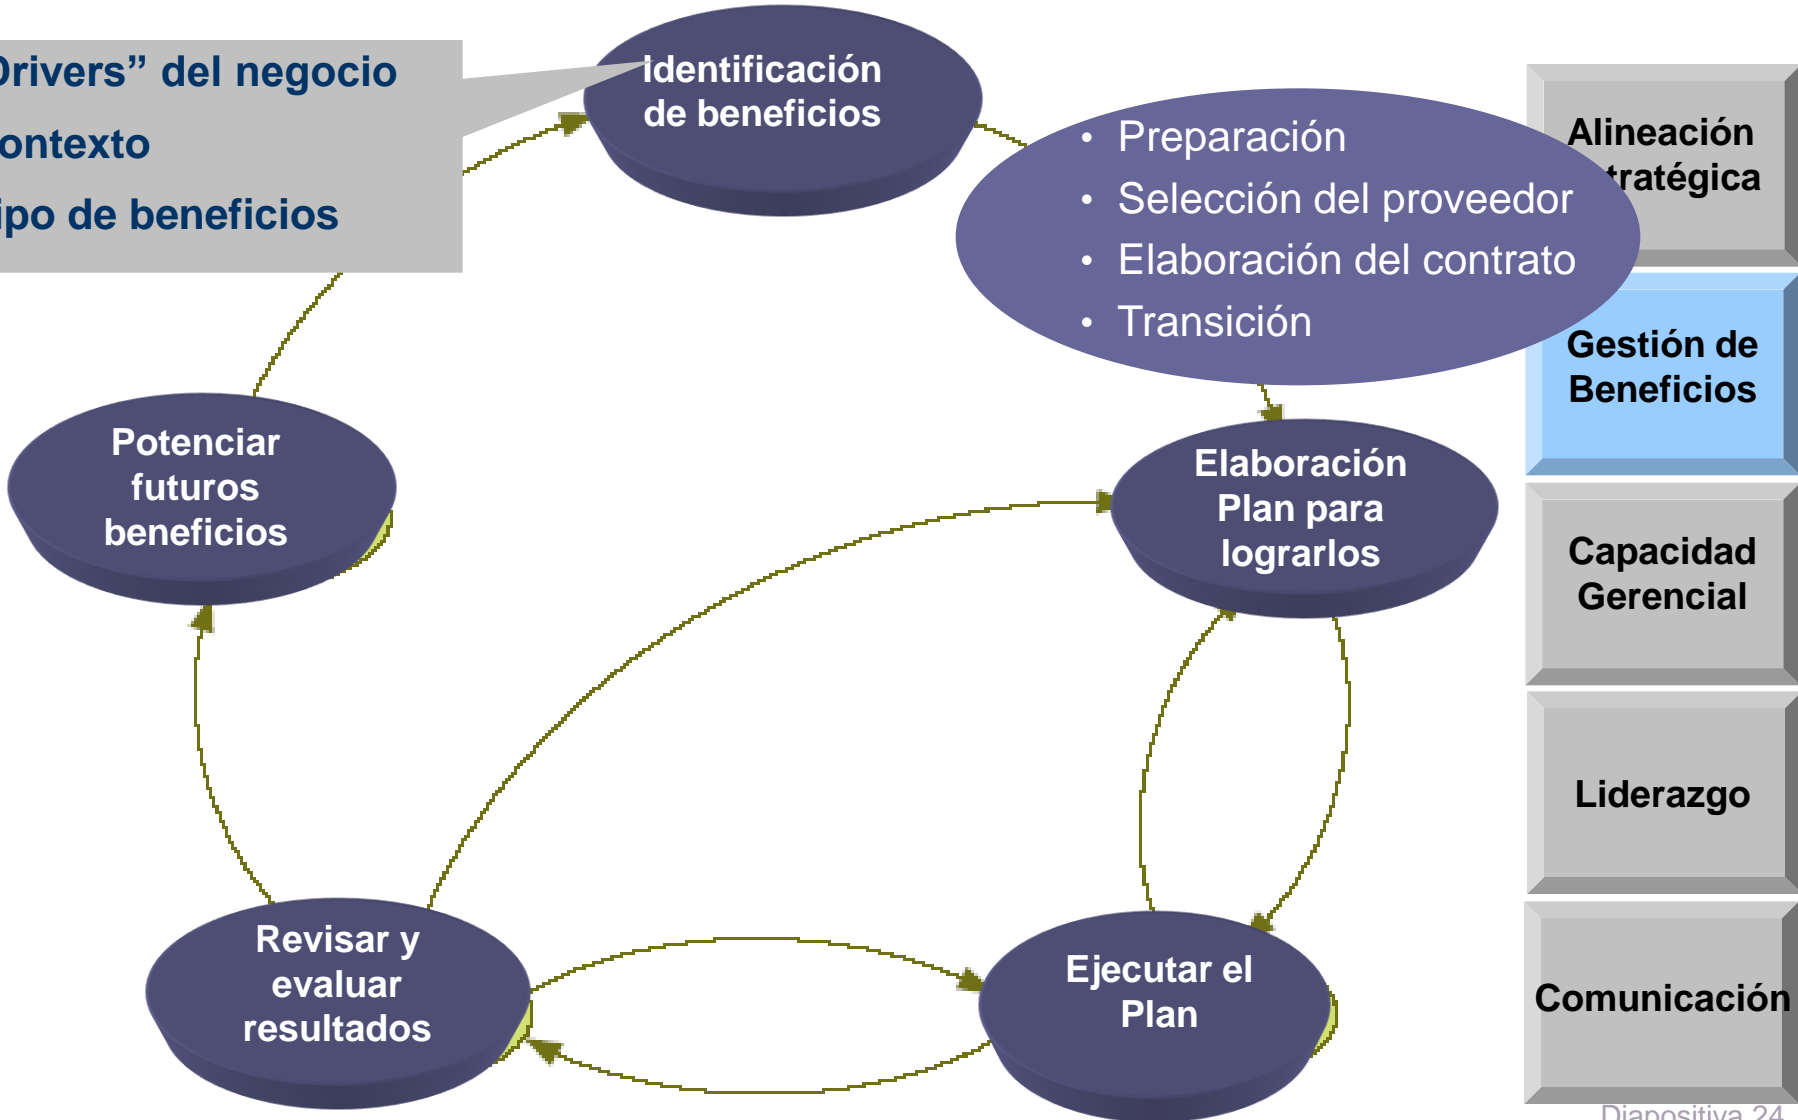 Drivers” del negocio
ontexto
ipo de beneficios
Identificación
de beneficios
• Preparación
• Selección del proveedor
• Elaboración del contrato
• Transición
Alineación
tratégica
Gestión de
Beneficios
Potenciar
futuros
beneficios
Elaboración
Plan para
lograrlos
Capacidad
Gerencial
Liderazgo
Revisar y
evaluar
resultados
Ejecutar el
Plan
Comunicación
Diapositiva 24